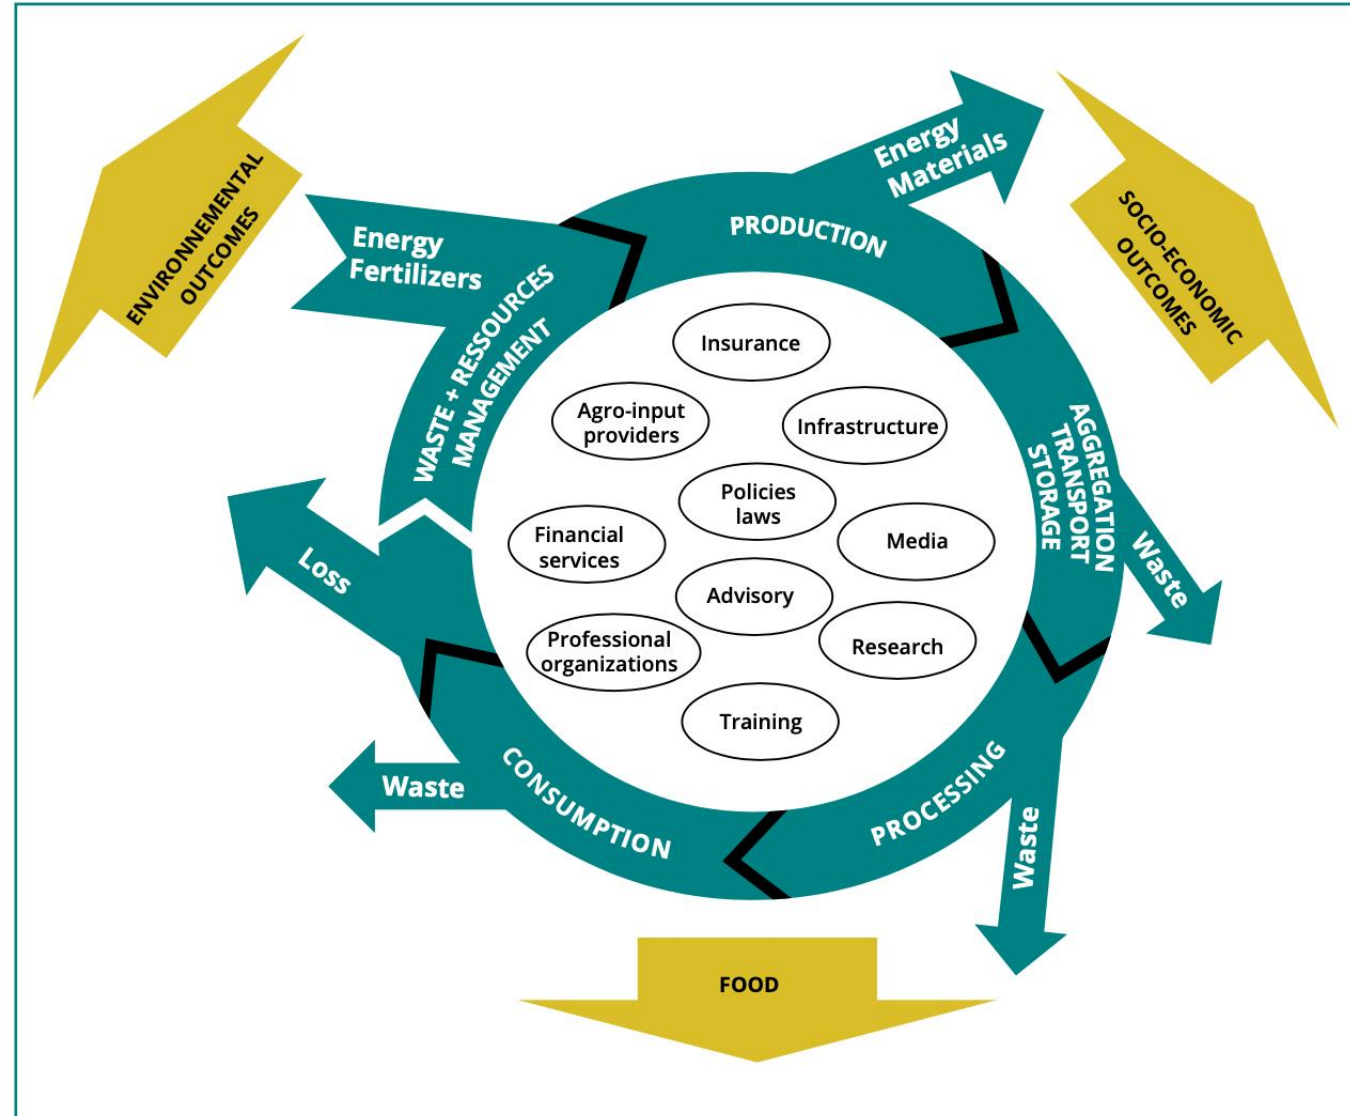 ENVIRONNEMENTAL
OUTCOMES
Energy
Fertilizers
WASTE + RESSOURCES
MANAGEMENT
PRODUCTION
Energy
Materials
SOCIO-ECONOMIC
OUTCOMES
AGGREGATION
TRANSPORT
STORAGE
Waste
PROCESSING
Waste
CONSUMPTION
Waste
Loss
Insurance
Agro-input
providers
Infrastructure
Policies
laws
Financial
services
Media
Advisory
Professional
organizations
Research
Training
FOOD